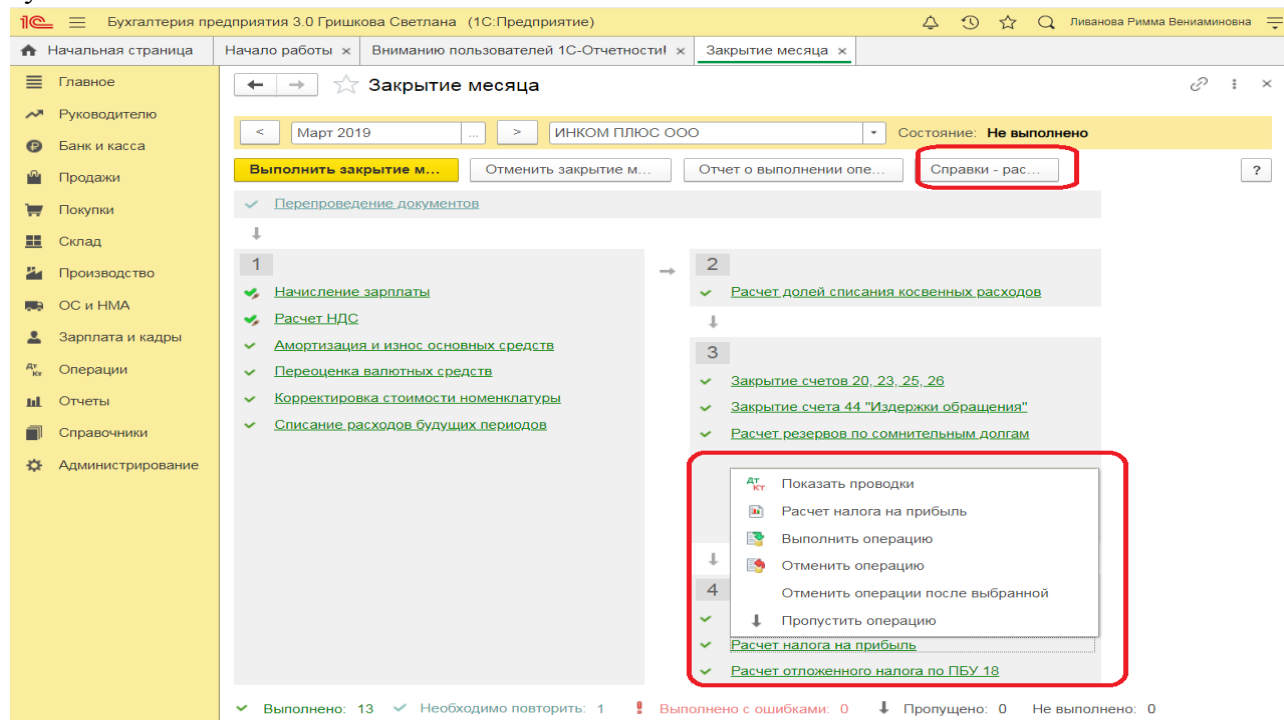 1С Бухгалтерия предприятия 3.0 Гришкова Светлана (1С:Предприятие) Ливанова Римма Вениаминовна
Начальная страница Начало работы × Вниманию пользователей 1С-Отчетности! × Закрытие месяца ×
Главное
Руководителю
Банк и касса
Продажи
Покупки
Склад
Производство
ОС и НМА
Зарплата и кадры
Операции
Отчеты
Справочники
Администрирование
Закрытие месяца
< Март 2019 ... > ИНКОМ ПЛЮС ООО Состояние: Не выполнено
Выполнить закрытие м... Отменить закрытие м... Отчет о выполнении опе... Справки - рас... ?
Перепроведение документов
1
Начисление зарплаты
Расчет НДС
Амортизация и износ основных средств
Переоценка валютных средств
Корректировка стоимости номенклатуры
Списание расходов будущих периодов
2
Расчет долей списания косвенных расходов
3
Закрытие счетов 20, 23, 25, 26
Закрытие счета 44 "Издержки обращения"
Расчет резервов по сомнительным долгам
Дт Кт Показать проводки
Расчет налога на прибыль
Выполнить операцию
Отменить операцию
Отменить операции после выбранной
Пропустить операцию
4
Расчет налога на прибыль
Расчет отложенного налога по ПБУ 18
Выполнено: 13 Необходимо повторить: 1 Выполнено с ошибками: 0 Пропущено: 0 Не выполнено: 0